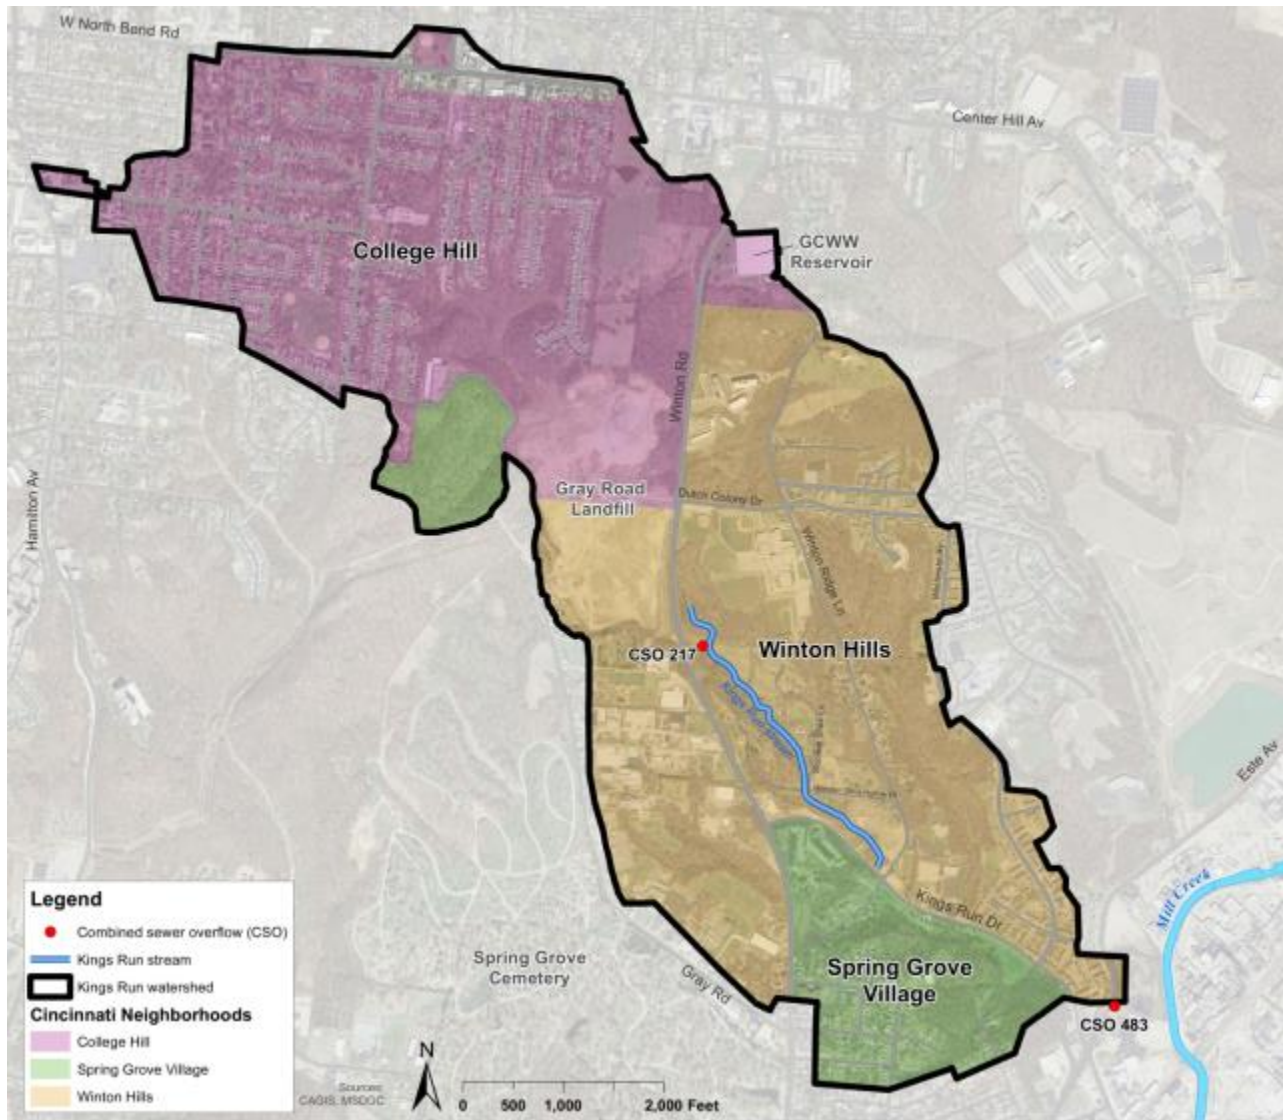 W North Bend Rd
Center Hill Av
College Hill
GCWW
Reservoir
Winton Rd
Hamilton Av
Gray Road
Landfill
Dutch Colony Dr
Winton Ridge Ln
CSO 217
Winton Hills
Kings Run stream
Este Av
Mill Creek
Kings Run Dr
Spring Grove
Cemetery
Gray Rd
Spring Grove
Village
CSO 483
Legend
Combined sewer overflow (CSO)
Kings Run stream
Kings Run watershed
Cincinnati Neighborhoods
College Hill
Spring Grove Village
Winton Hills
Sources
CAGIS, MSDGC
N
0 500 1,000 2,000 Feet